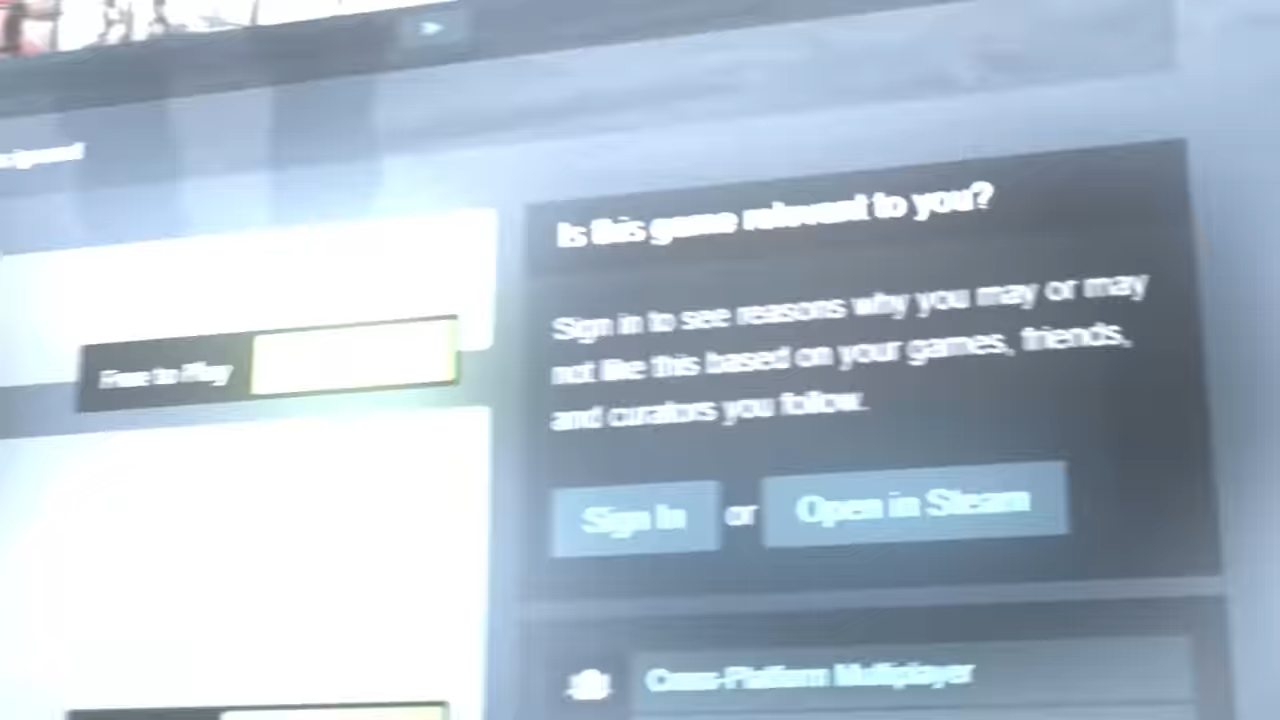 Is this game relevant to you?
Free to Play
Sign in to see reasons why you may or may
not like this based on your games, friends,
and curators you follow.
Sign In or Open in Steam
Cross-Platform Multiplayer